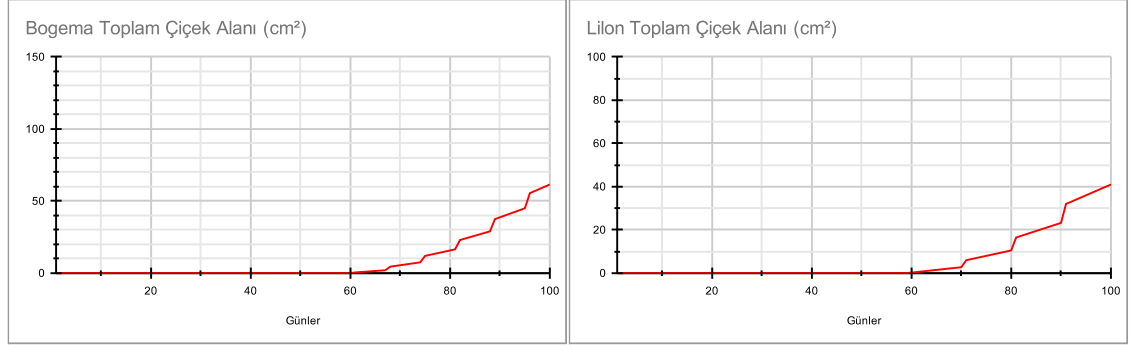 Bogema Toplam Çiçek Alanı (cm²)
150
100
50
0
20 40 60 80 100
Günler
Lilon Toplam Çiçek Alanı (cm²)
100
80
60
40
20
0
20 40 60 80 100
Günler